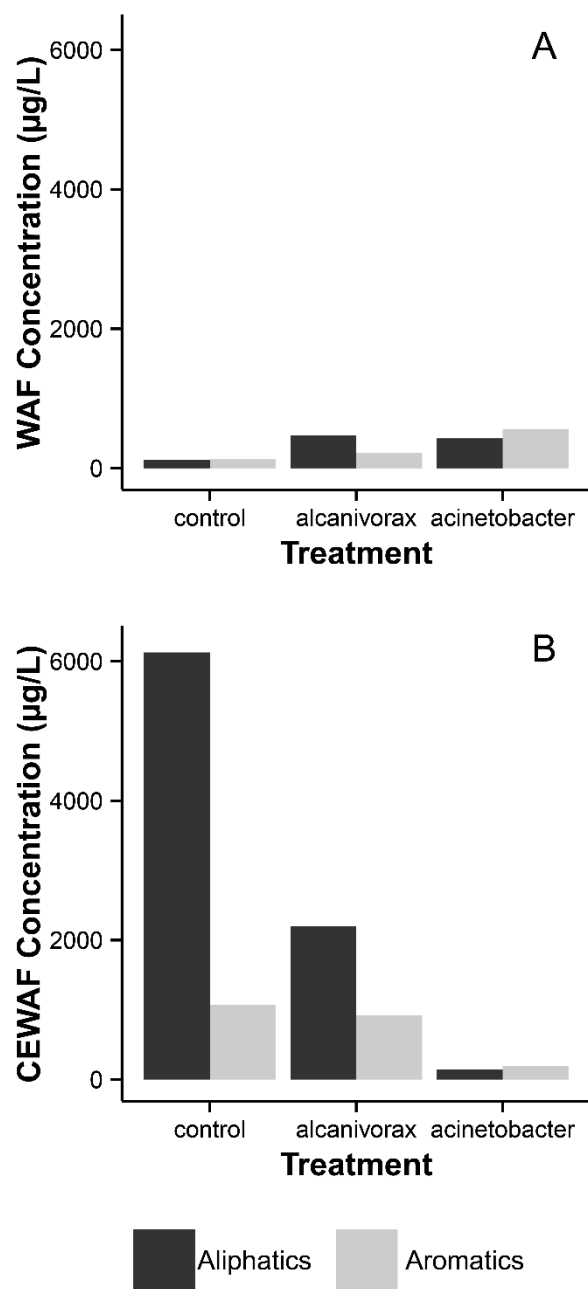 A
WAF Concentration (µg/L)
6000
4000
2000
0
control alcanivorax acinetobacter
Treatment
B
CEWAF Concentration (µg/L)
6000
4000
2000
0
control alcanivorax acinetobacter
Treatment
Aliphatics Aromatics